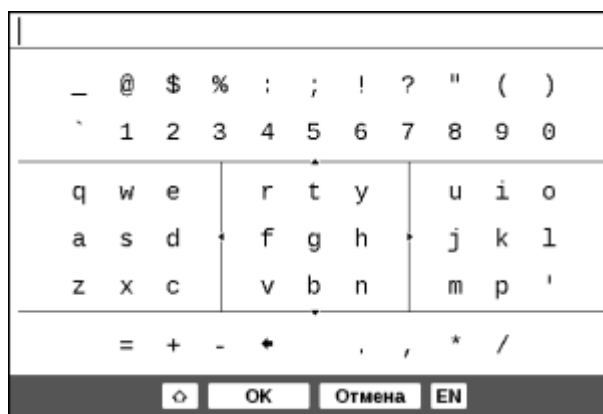 _ @ $ % : ; ! ? " ( )
` 1 2 3 4 5 6 7 8 9 0
q w e r t y u i o
a s d f g h j k l
z x c v b n m p '
= + - . , * /
OK Отмена EN